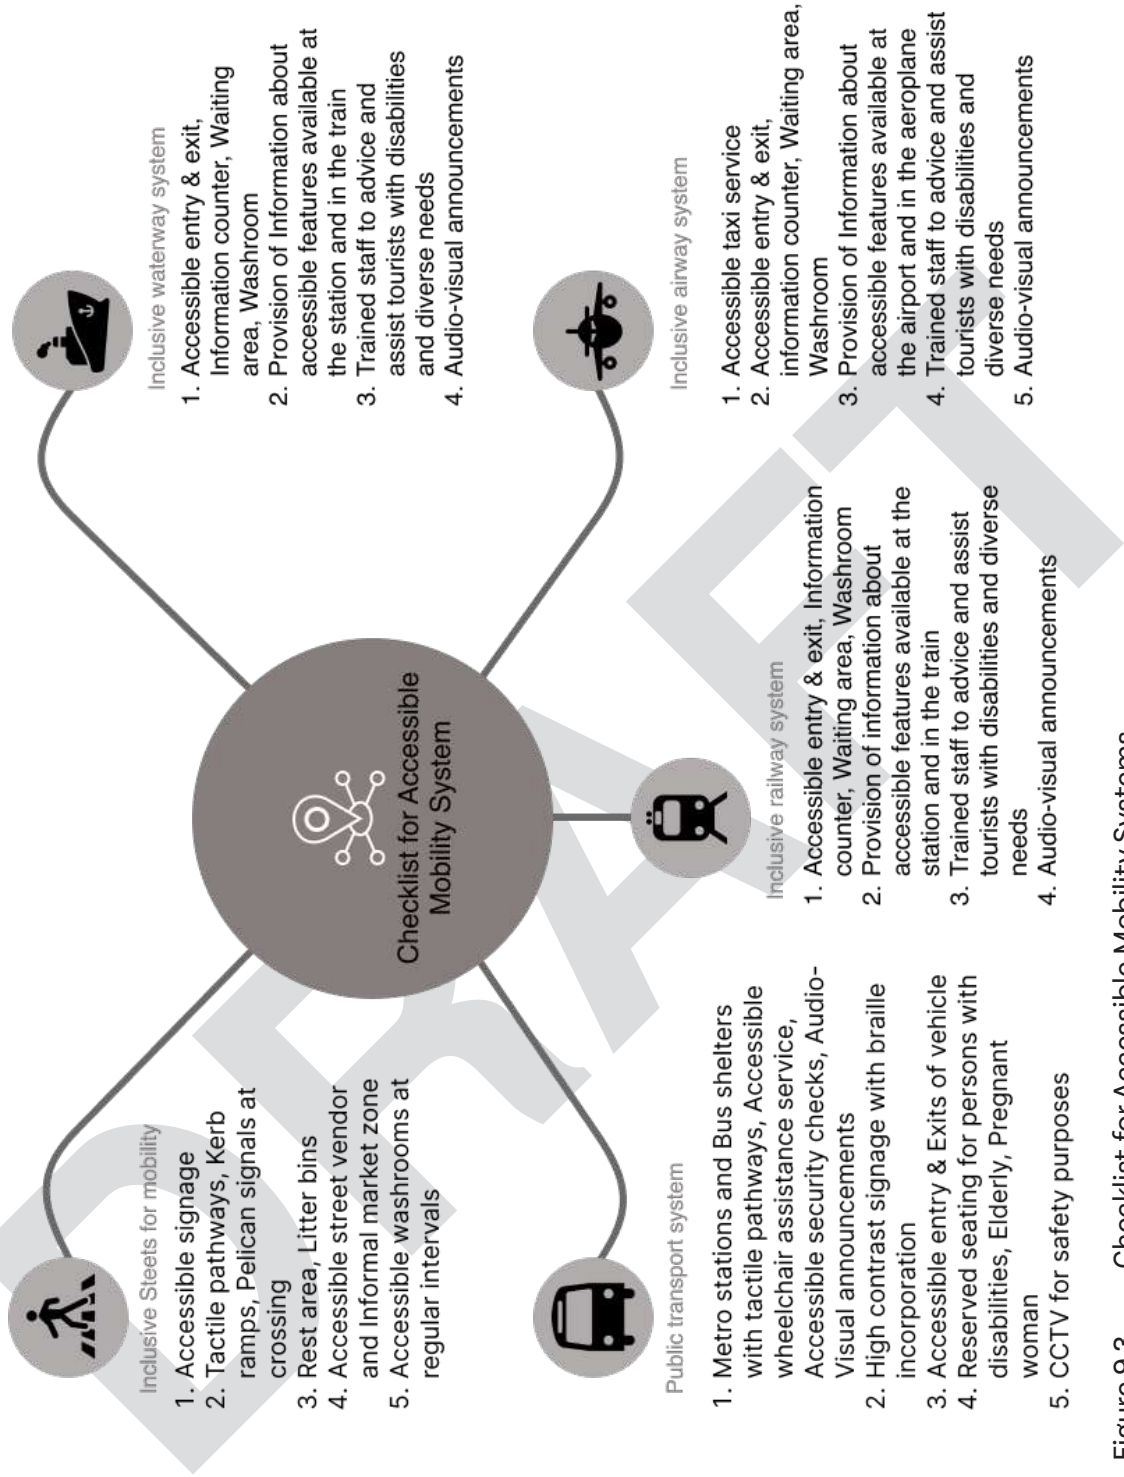 Inclusive Steets for mobility
1. Accessible signage
2. Tactile pathways, Kerb
ramps, Pelican signals at
crossing
3. Rest area, Litter bins
4. Accessible street vendor
and Informal market zone
5. Accessible washrooms at
regular intervals
Inclusive waterway system
1. Accessible entry & exit,
Information counter, Waiting
area, Washroom
2. Provision of Information about
accessible features available at
the station and in the train
3. Trained staff to advice and
assist tourists with disabilities
and diverse needs
4. Audio-visual announcements
Checklist for Accessible
Mobility System
Public transport system
1. Metro stations and Bus shelters
with tactile pathways, Accessible
wheelchair assistance service,
Accessible security checks, Audio-
Visual announcements
2. High contrast signage with braille
incorporation
3. Accessible entry & Exits of vehicle
4. Reserved seating for persons with
disabilities, Elderly, Pregnant
woman
5. CCTV for safety purposes
Inclusive railway system
1. Accessible entry & exit, Information
counter, Waiting area, Washroom
2. Provision of information about
accessible features available at the
station and in the train
3. Trained staff to advice and assist
tourists with disabilities and diverse
needs
4. Audio-visual announcements
Inclusive airway system
1. Accessible taxi service
2. Accessible entry & exit,
information counter, Waiting area,
Washroom
3. Provision of Information about
accessible features available at
the airport and in the aeroplane
4. Trained staff to advice and assist
tourists with disabilities and
diverse needs
5. Audio-visual announcements
Figure 9.3 Checklist for Accessible Mobility Systems
DRAFT